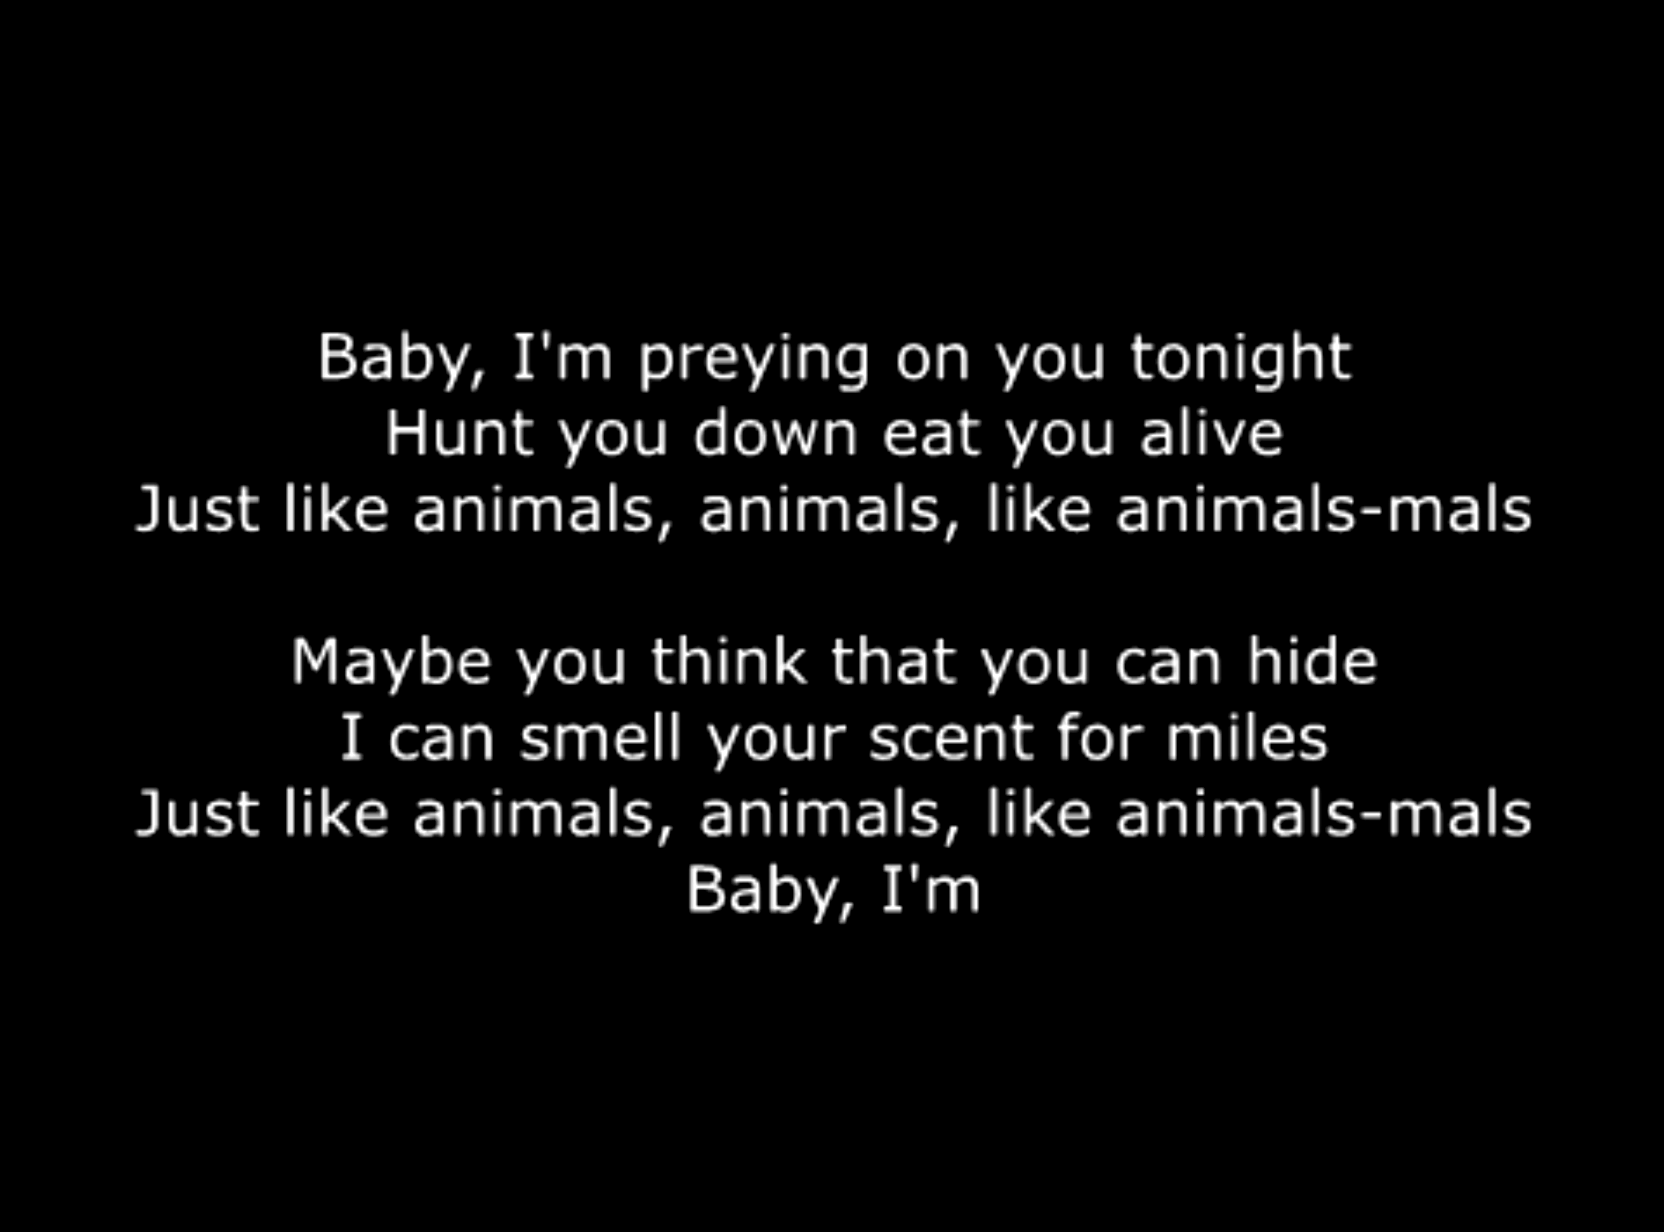 Baby, I'm preying on you tonight
Hunt you down eat you alive
Just like animals, animals, like animals-mals
Maybe you think that you can hide
I can smell your scent for miles
Just like animals, animals, like animals-mals
Baby, I'm